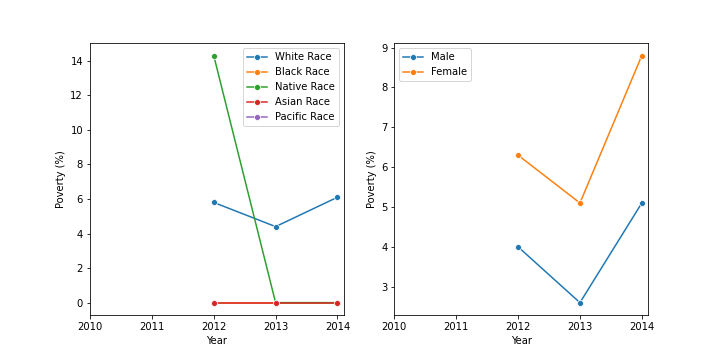 14
12
10
8
6
4
2
0
Poverty (%)
2010 2011 2012 2013 2014
Year
White Race
Black Race
Native Race
Asian Race
Pacific Race
9
8
7
6
5
4
3
Poverty (%)
2010 2011 2012 2013 2014
Year
Male
Female